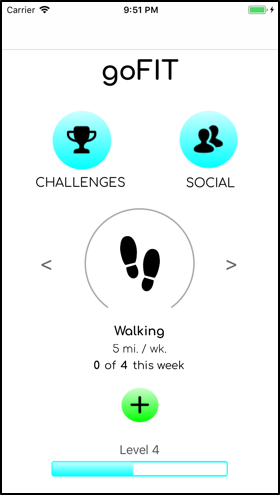 Carrier 9:51 PM
goFIT
CHALLENGES SOCIAL
< >
Walking
5 mi. / wk.
0 of 4 this week
+
Level 4